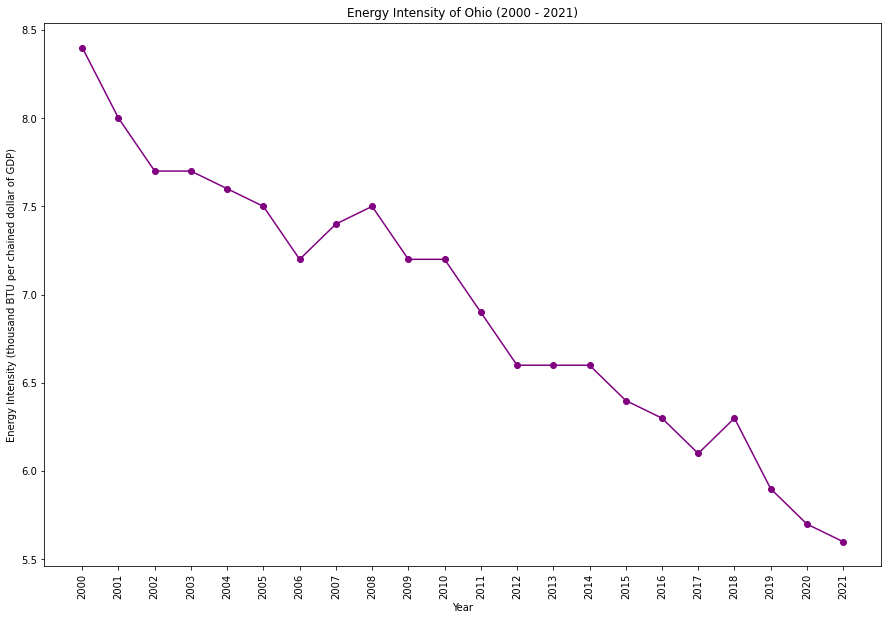 Energy Intensity of Ohio (2000 - 2021)
Energy Intensity (thousand BTU per chained dollar of GDP)
8.5
8.0
7.5
7.0
6.5
6.0
5.5
2000 2001 2002 2003 2004 2005 2006 2007 2008 2009 2010 2011 2012 2013 2014 2015 2016 2017 2018 2019 2020 2021
Year